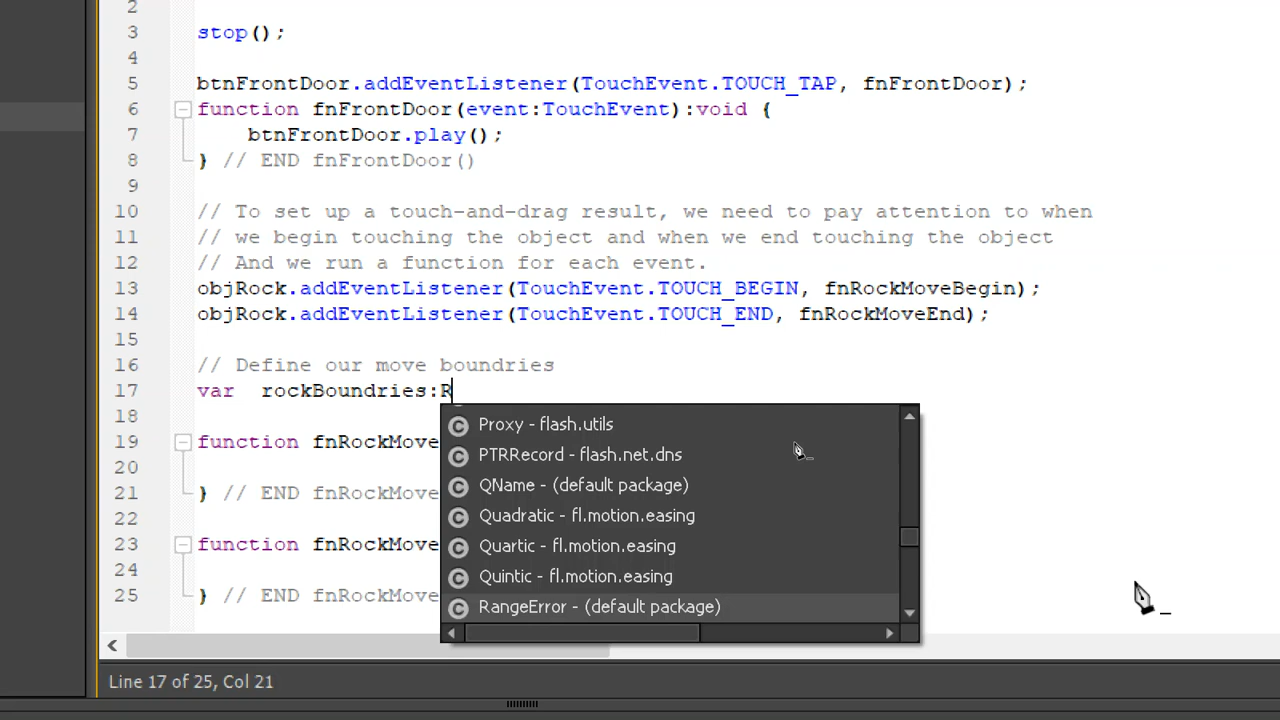 2
3 stop();
4
5 btnFrontDoor.addEventListener(TouchEvent.TOUCH_TAP, fnFrontDoor);
6 function fnFrontDoor(event:TouchEvent):void {
7 btnFrontDoor.play();
8 } // END fnFrontDoor()
9
10 // To set up a touch-and-drag result, we need to pay attention to when
11 // we begin touching the object and when we end touching the object
12 // And we run a function for each event.
13 objRock.addEventListener(TouchEvent.TOUCH_BEGIN, fnRockMoveBegin);
14 objRock.addEventListener(TouchEvent.TOUCH_END, fnRockMoveEnd);
15
16 // Define our move boundries
17 var rockBoundries:R
18
19 function fnRockMove
20
21 } // END fnRockMove
22
23 function fnRockMove
24
25 } // END fnRockMove
Proxy - flash.utils
PTRRecord - flash.net.dns
QName - (default package)
Quadratic - fl.motion.easing
Quartic - fl.motion.easing
Quintic - fl.motion.easing
RangeError - (default package)
Line 17 of 25, Col 21